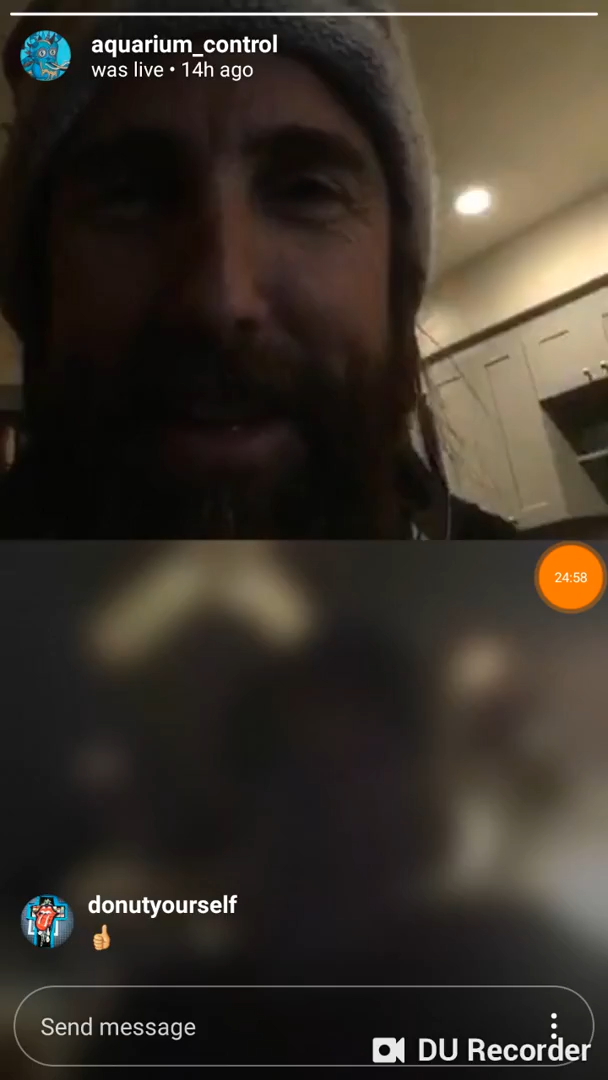 aquarium_control
was live • 14h ago
24:58
donutyourself
👍
Send message
DU Recorder